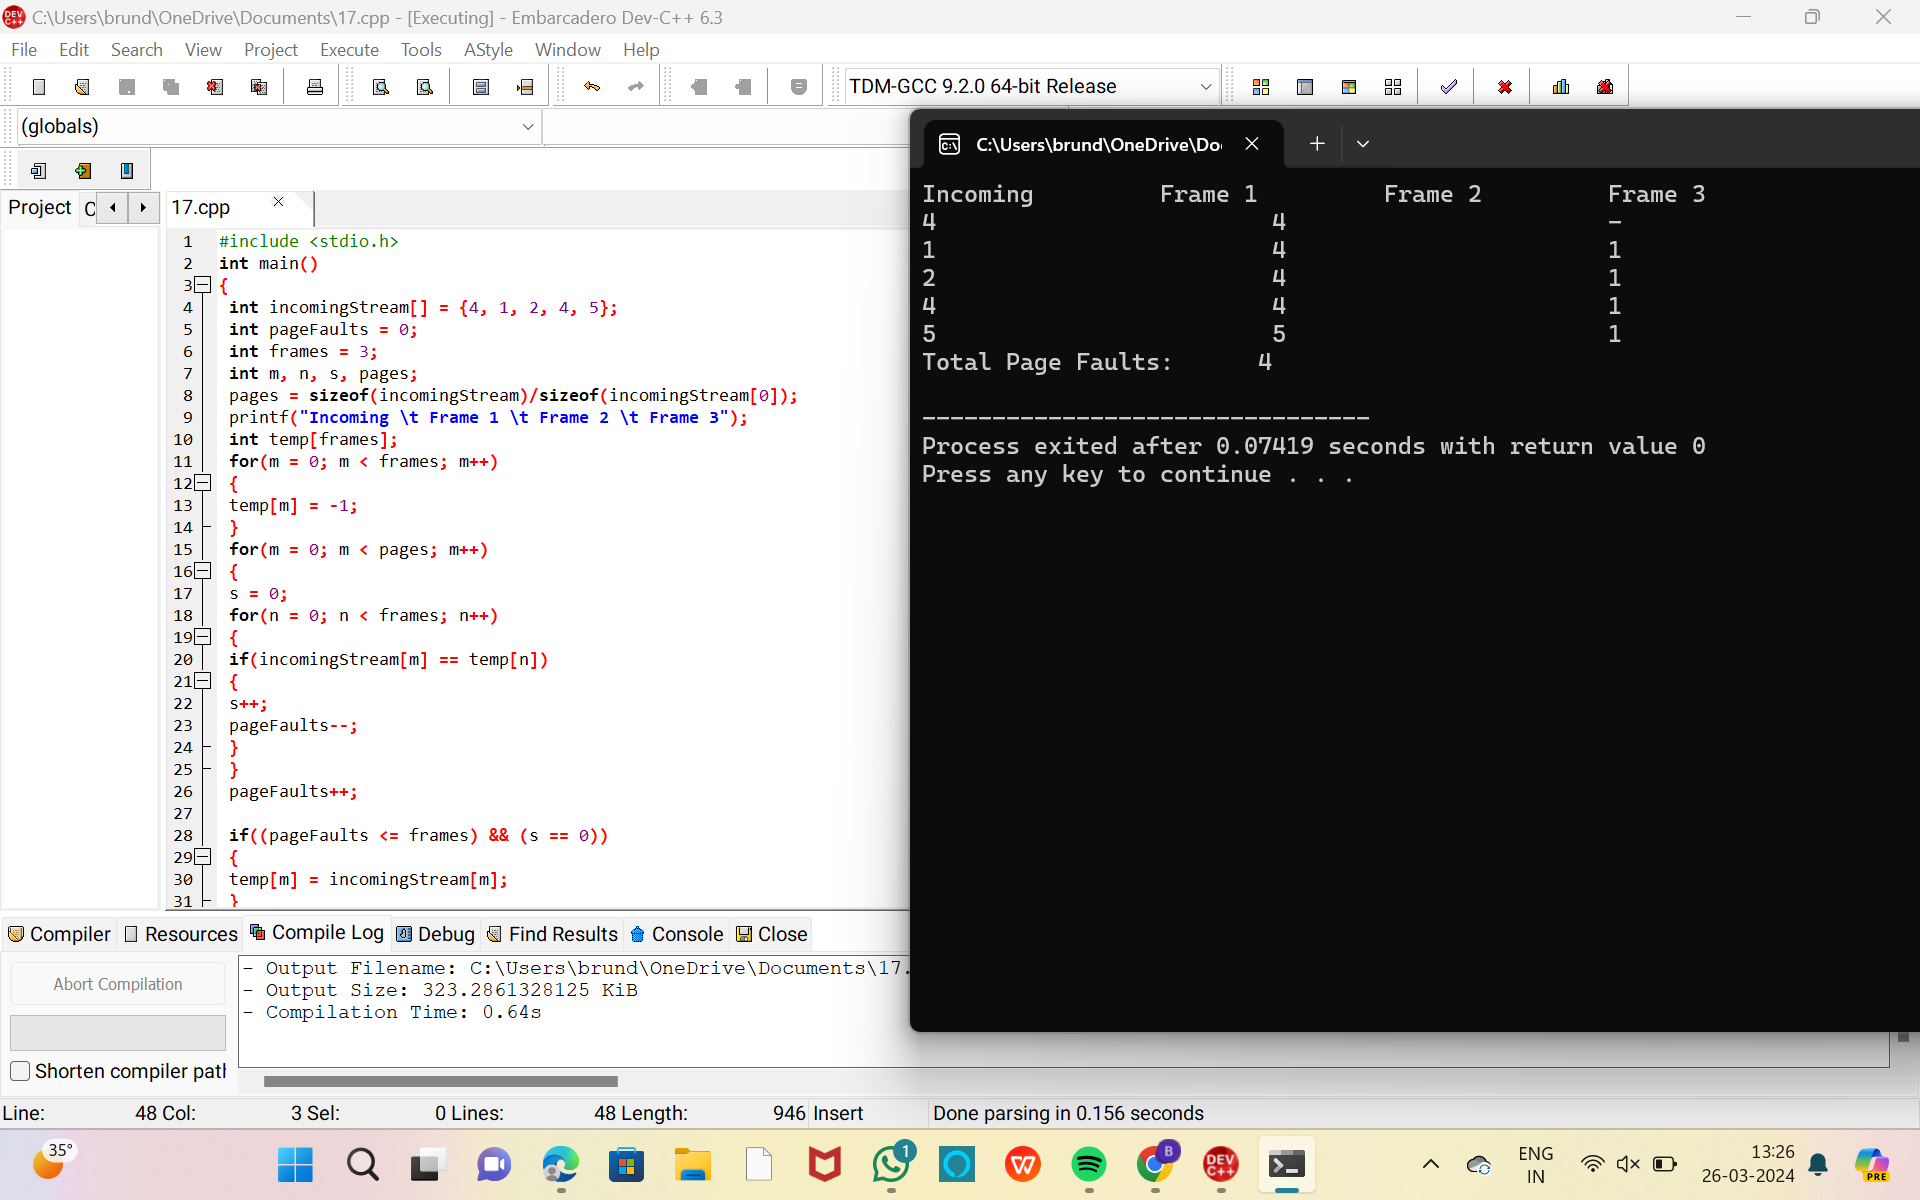 C:\Users\brund\OneDrive\Documents\17.cpp - [Executing] - Embarcadero Dev-C++ 6.3
File Edit Search View Project Execute Tools AStyle Window Help
TDM-GCC 9.2.0 64-bit Release
(globals)
Project C
17.cpp
1 #include <stdio.h>
2 int main()
3 {
4 int incomingStream[] = {4, 1, 2, 4, 5};
5 int pageFaults = 0;
6 int frames = 3;
7 int m, n, s, pages;
8 pages = sizeof(incomingStream)/sizeof(incomingStream[0]);
9 printf("Incoming \t Frame 1 \t Frame 2 \t Frame 3");
10 int temp[frames];
11 for(m = 0; m < frames; m++)
12 {
13 temp[m] = -1;
14 }
15 for(m = 0; m < pages; m++)
16 {
17 s = 0;
18 for(n = 0; n < frames; n++)
19 {
20 if(incomingStream[m] == temp[n])
21 {
22 s++;
23 pageFaults--;
24 }
25 }
26 pageFaults++;
27
28 if((pageFaults <= frames) && (s == 0))
29 {
30 temp[m] = incomingStream[m];
31 }
C:\Users\brund\OneDrive\Do
Incoming Frame 1 Frame 2 Frame 3
4 4 -
1 4 1
2 4 1
4 4 1
5 5 1
Total Page Faults: 4
--------------------------------
Process exited after 0.07419 seconds with return value 0
Press any key to continue . . .
Compiler Resources Compile Log Debug Find Results Console Close
Abort Compilation
Shorten compiler pat
- Output Filename: C:\Users\brund\OneDrive\Documents\17.
- Output Size: 323.2861328125 KiB
- Compilation Time: 0.64s
Line: 48 Col: 3 Sel: 0 Lines: 48 Length: 946 Insert Done parsing in 0.156 seconds
35°
1
B
DEV C++
ENG
IN
13:26
26-03-2024
PRE